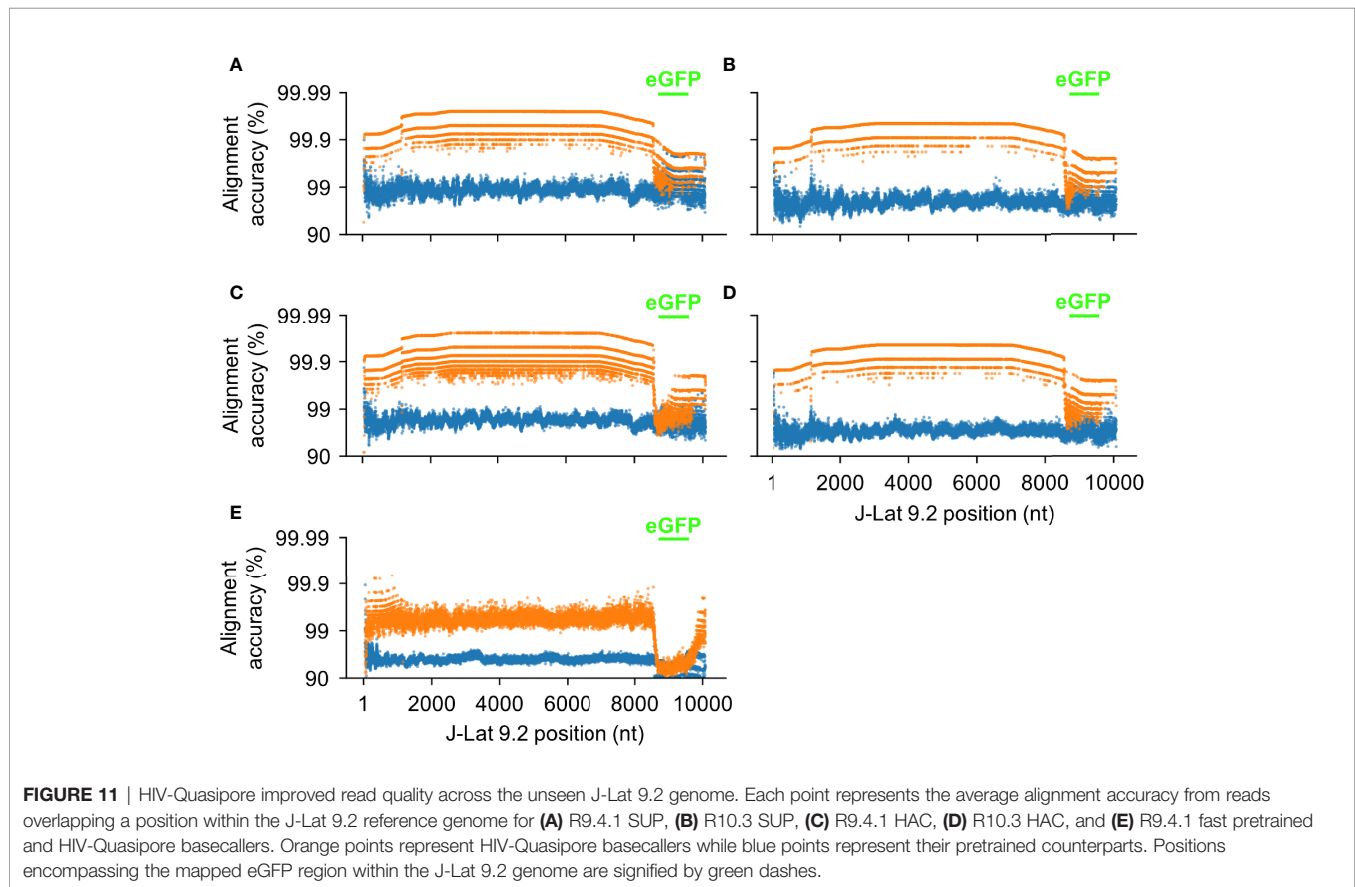 A
eGFP
99.99
99.9
99
90
Alignment
accuracy (%)
B
eGFP
C
eGFP
99.99
99.9
99
90
Alignment
accuracy (%)
D
eGFP
1
2000
4000
6000
8000
10000
J-Lat 9.2 position (nt)
E
eGFP
99.99
99.9
99
90
Alignment
accuracy (%)
1
2000
4000
6000
8000
10000
J-Lat 9.2 position (nt)
FIGURE 11 | HIV-Quasipore improved read quality across the unseen J-Lat 9.2 genome. Each point represents the average alignment accuracy from reads
overlapping a position within the J-Lat 9.2 reference genome for (A) R9.4.1 SUP, (B) R10.3 SUP, (C) R9.4.1 HAC, (D) R10.3 HAC, and (E) R9.4.1 fast pretrained
and HIV-Quasipore basecallers. Orange points represent HIV-Quasipore basecallers while blue points represent their pretrained counterparts. Positions
encompassing the mapped eGFP region within the J-Lat 9.2 genome are signified by green dashes.